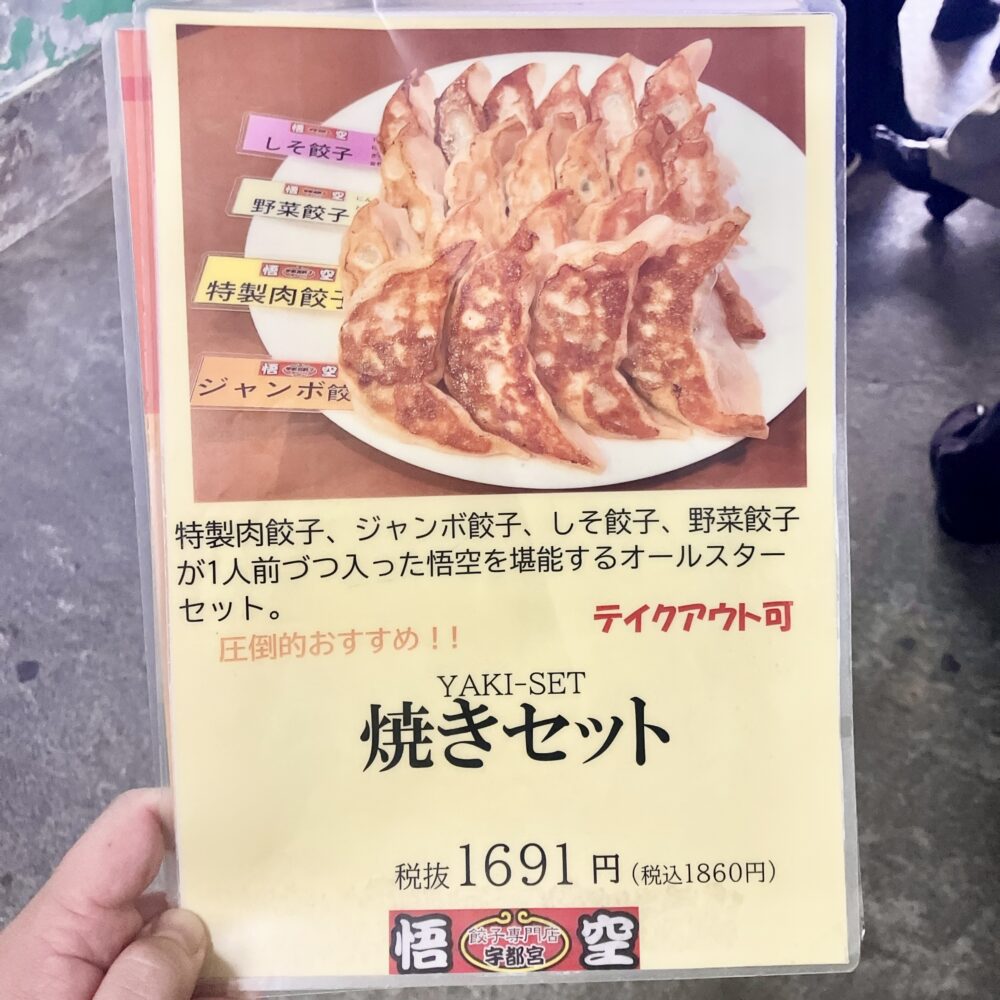 悟 空
しそ餃子
悟 空
野菜餃子
悟 空
特製肉餃子
悟 空
ジャンボ餃
特製肉餃子、ジャンボ餃子、しそ餃子、野菜餃子
が1人前づつ入った悟空を堪能するオールスター
セット。
テイクアウト可
圧倒的おすすめ！！
YAKI-SET
焼きセット
税抜1691円(税込1860円)
悟 餃子専門店 宇都宮 空